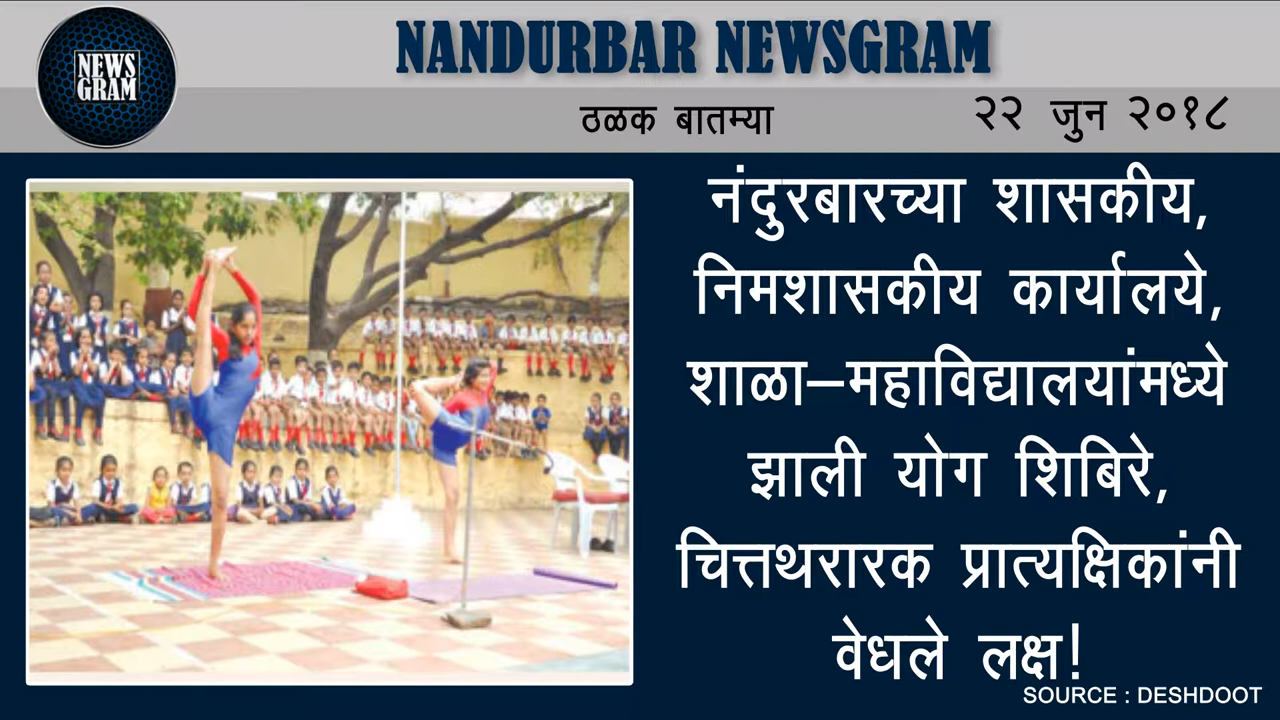 NEWS
GRAM
NANDURBAR NEWSGRAM
ठळक बातम्या
२२ जुन २०१८
नंदुरबारच्या शासकीय,
निमशासकीय कार्यालये,
शाळा–महाविद्यालयांमध्ये
झाली योग शिबिरे,
चित्तथरारक प्रात्यक्षिकांनी
वेधले लक्ष!
SOURCE : DESHDOOT